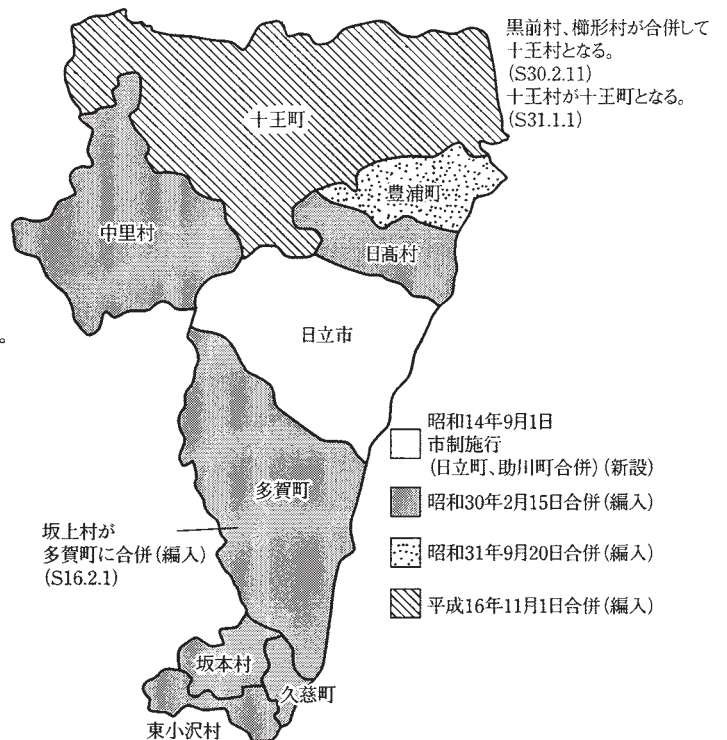 黒前村、櫛形村が合併して
十王村となる。
(S30.2.11)
十王村が十王町となる。
(S31.1.1)
十王町
豊浦町
中里村
日高村
。
日立市
昭和14年9月1日
市制施行
(日立町、助川町合併)(新設)
多賀町
昭和30年2月15日合併(編入)
坂上村が
多賀町に合併(編入)
(S16.2.1)
昭和31年9月20日合併(編入)
平成16年11月1日合併(編入)
坂本村
久慈町
東小沢村